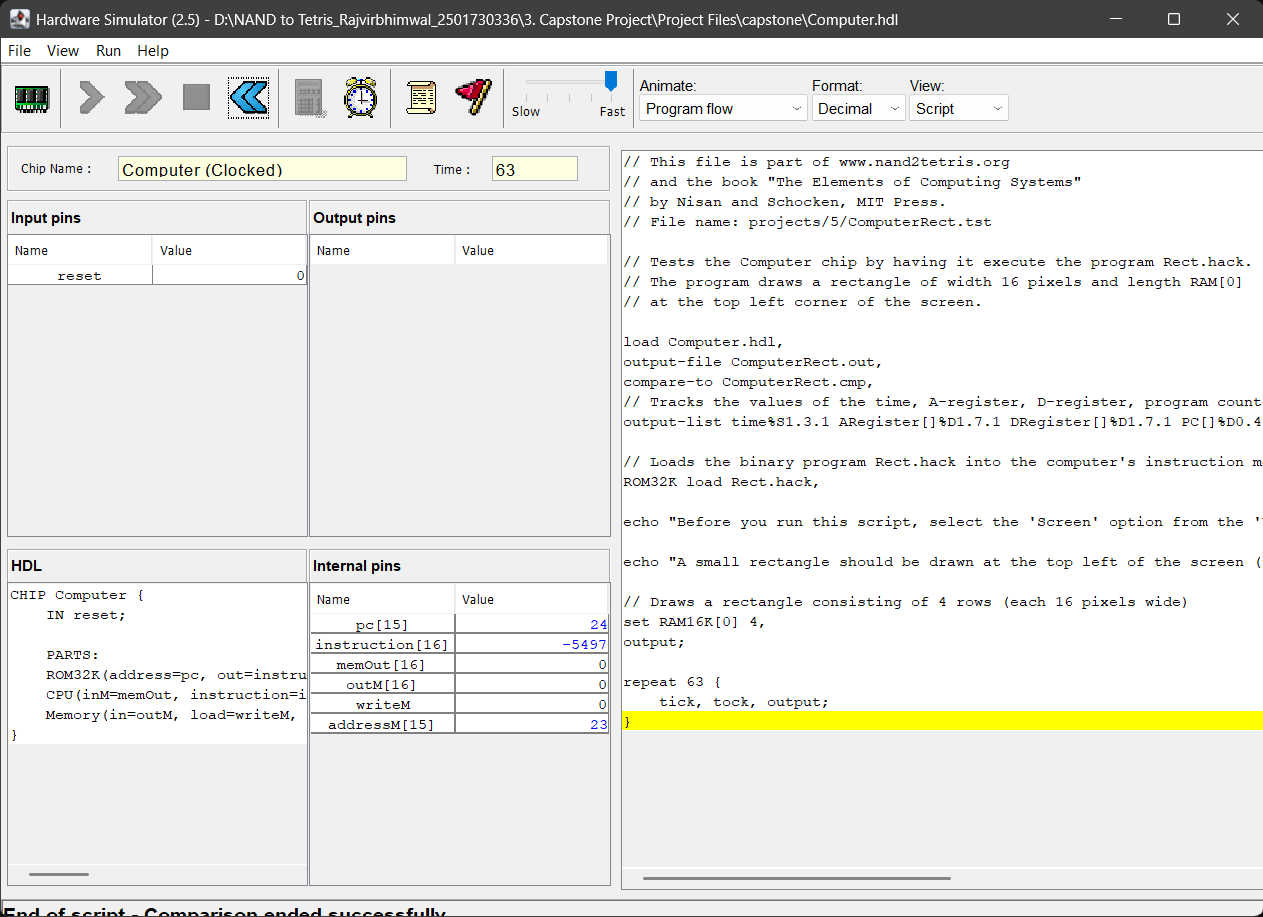 Hardware Simulator (2.5) - D:\NAND to Tetris_Rajvirbhimwal_2501730336\3. Capstone Project\Project Files\capstone\Computer.hdl
File View Run Help
Slow Fast
Animate: Format: View:
Program flow Decimal Script
Chip Name : Computer (Clocked) Time : 63
Input pins
Name Value
reset 0
Output pins
Name Value
HDL
CHIP Computer {
    IN reset;

    PARTS:
    ROM32K(address=pc, out=instru
    CPU(inM=memOut, instruction=i
    Memory(in=outM, load=writeM,
}
Internal pins
Name Value
pc[15] 24
instruction[16] -5497
memOut[16] 0
outM[16] 0
writeM 0
addressM[15] 23
// This file is part of www.nand2tetris.org
// and the book "The Elements of Computing Systems"
// by Nisan and Schocken, MIT Press.
// File name: projects/5/ComputerRect.tst

// Tests the Computer chip by having it execute the program Rect.hack.
// The program draws a rectangle of width 16 pixels and length RAM[0]
// at the top left corner of the screen.

load Computer.hdl,
output-file ComputerRect.out,
compare-to ComputerRect.cmp,
// Tracks the values of the time, A-register, D-register, program count
output-list time%S1.3.1 ARegister[]%D1.7.1 DRegister[]%D1.7.1 PC[]%D0.4

// Loads the binary program Rect.hack into the computer's instruction m
ROM32K load Rect.hack,

echo "Before you run this script, select the 'Screen' option from the '

echo "A small rectangle should be drawn at the top left of the screen (

// Draws a rectangle consisting of 4 rows (each 16 pixels wide)
set RAM16K[0] 4,
output;

repeat 63 {
    tick, tock, output;
}
End of script - Comparison ended successfully